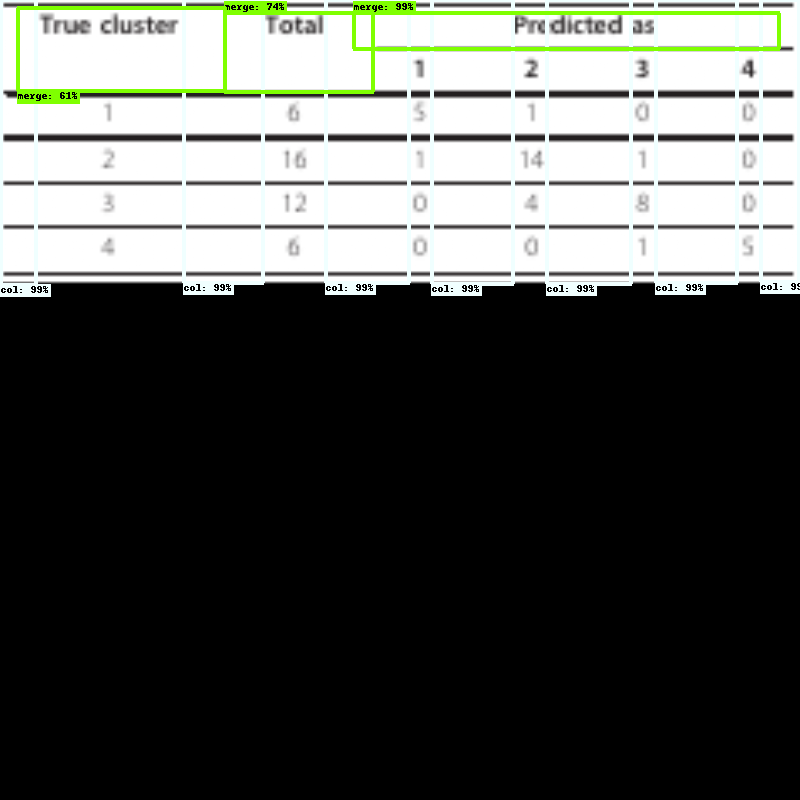 merge: 74% merge: 99%
True cluster Total Predicted as
1 2 3 4
merge: 61%
1 6 5 1 0 0
2 16 1 14 1 0
3 12 0 4 8 0
4 6 0 0 1 5
col: 99% col: 99% col: 99% col: 99% col: 99% col: 99% col: 99